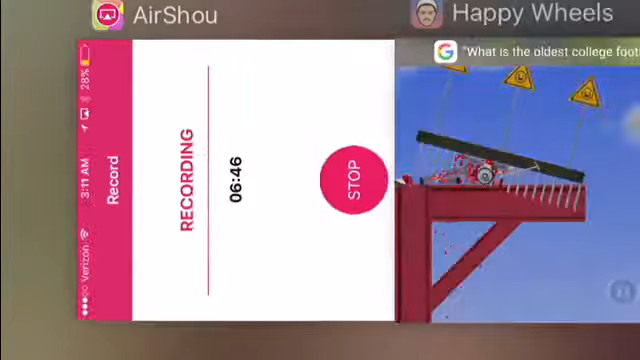 AirShou
Happy Wheels
"What is the oldest college foot
Verizon
3:11 AM
28%
Record
RECORDING
06:46
STOP